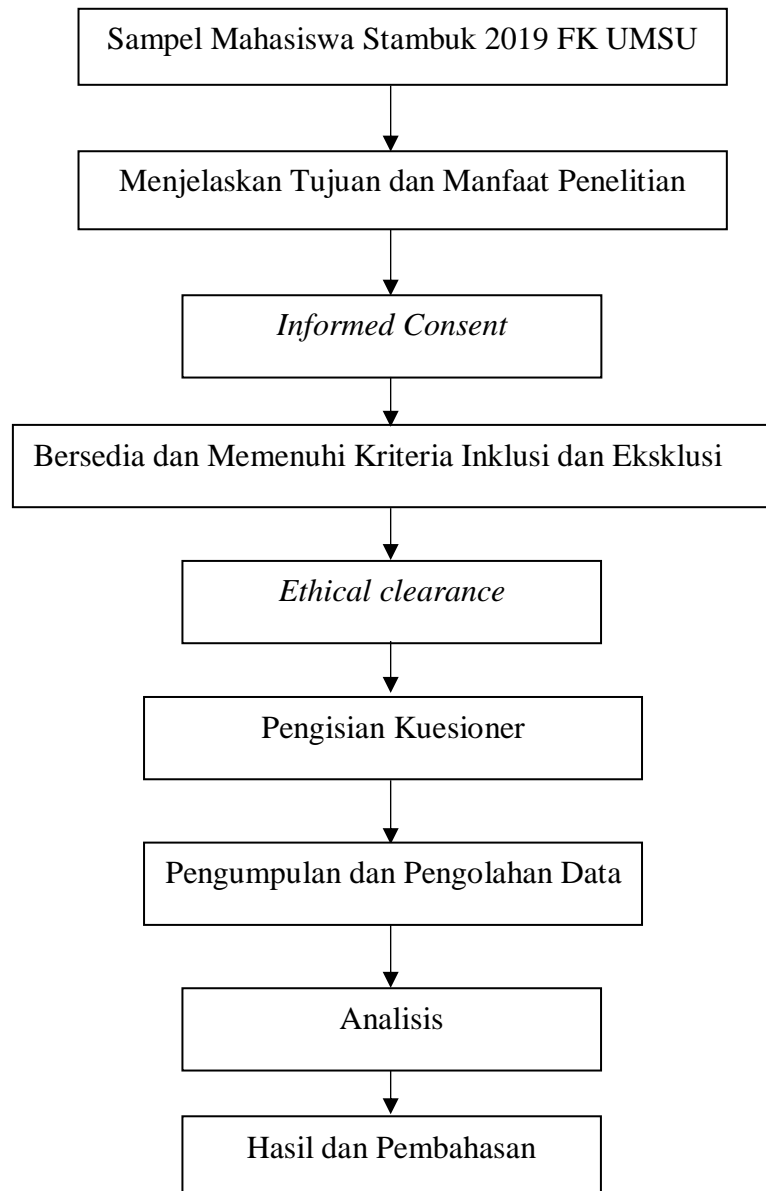 Sampel Mahasiswa Stambuk 2019 FK UMSU
Menjelaskan Tujuan dan Manfaat Penelitian
Informed Consent
Bersedia dan Memenuhi Kriteria Inklusi dan Eksklusi
Ethical clearance
Pengisian Kuesioner
Pengumpulan dan Pengolahan Data
Analisis
Hasil dan Pembahasan